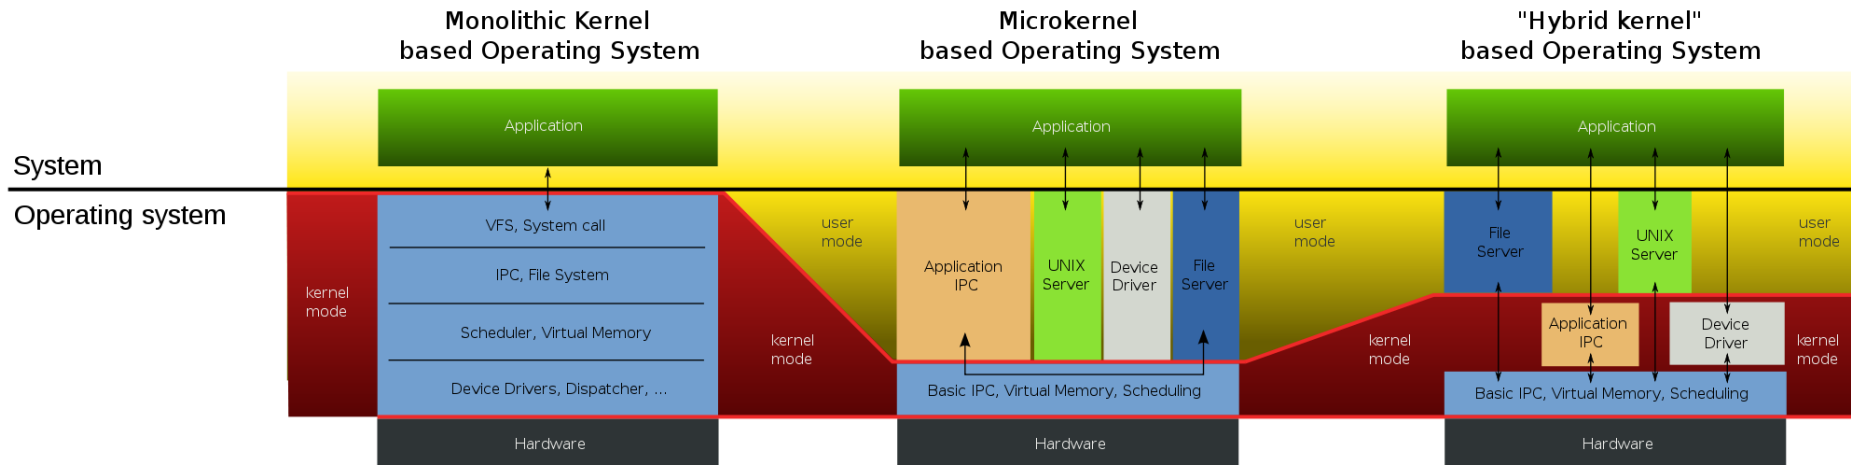 Monolithic Kernel
based Operating System
Microkernel
based Operating System
"Hybrid kernel"
based Operating System
System
Operating system
Application
VFS, System call
IPC, File System
Scheduler, Virtual Memory
Device Drivers, Dispatcher, ...
Hardware
kernel
mode
kernel
mode
user
mode
Application
Application
IPC
UNIX
Server
Device
Driver
File
Server
Basic IPC, Virtual Memory, Scheduling
Hardware
user
mode
kernel
mode
Application
File
Server
UNIX
Server
Application
IPC
Device
Driver
Basic IPC, Virtual Memory, Scheduling
Hardware
user
mode
kernel
mode